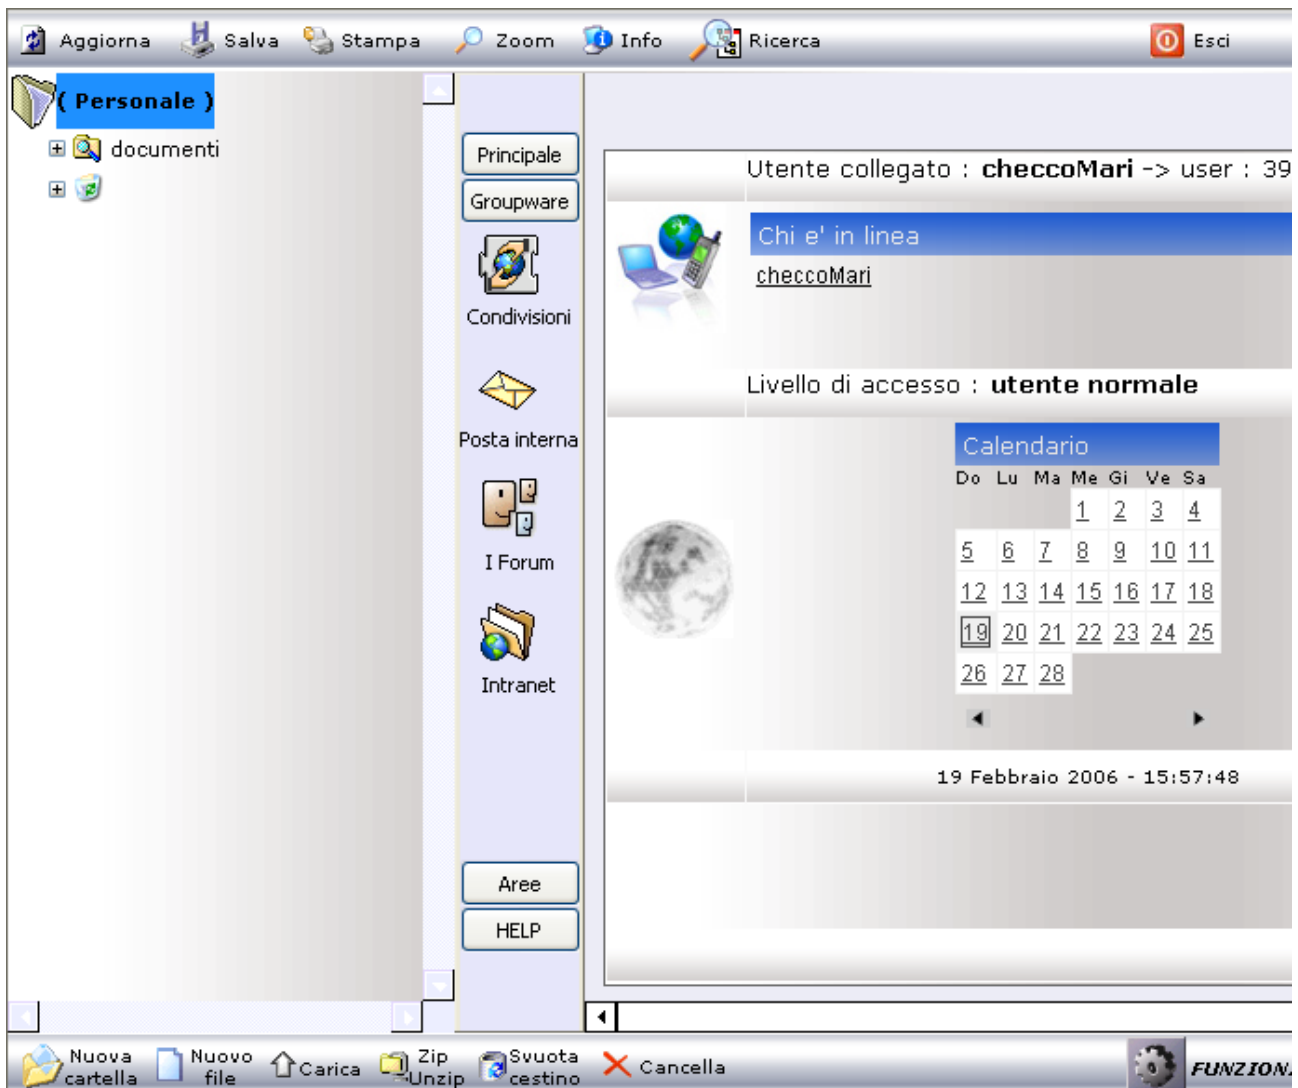 Aggiorna Salva Stampa Zoom Info Ricerca Esci
( Personale )
documenti
Principale
Groupware
Condivisioni
Posta interna
I Forum
Intranet
Aree
HELP
Utente collegato : checcoMari -> user : 39
Chi e' in linea
checcoMari
Livello di accesso : utente normale
Calendario
Do Lu Ma Me Gi Ve Sa
1 2 3 4
5 6 7 8 9 10 11
12 13 14 15 16 17 18
19 20 21 22 23 24 25
26 27 28
19 Febbraio 2006 - 15:57:48
Nuova cartella Nuovo file Carica Zip Unzip Svuota cestino Cancella